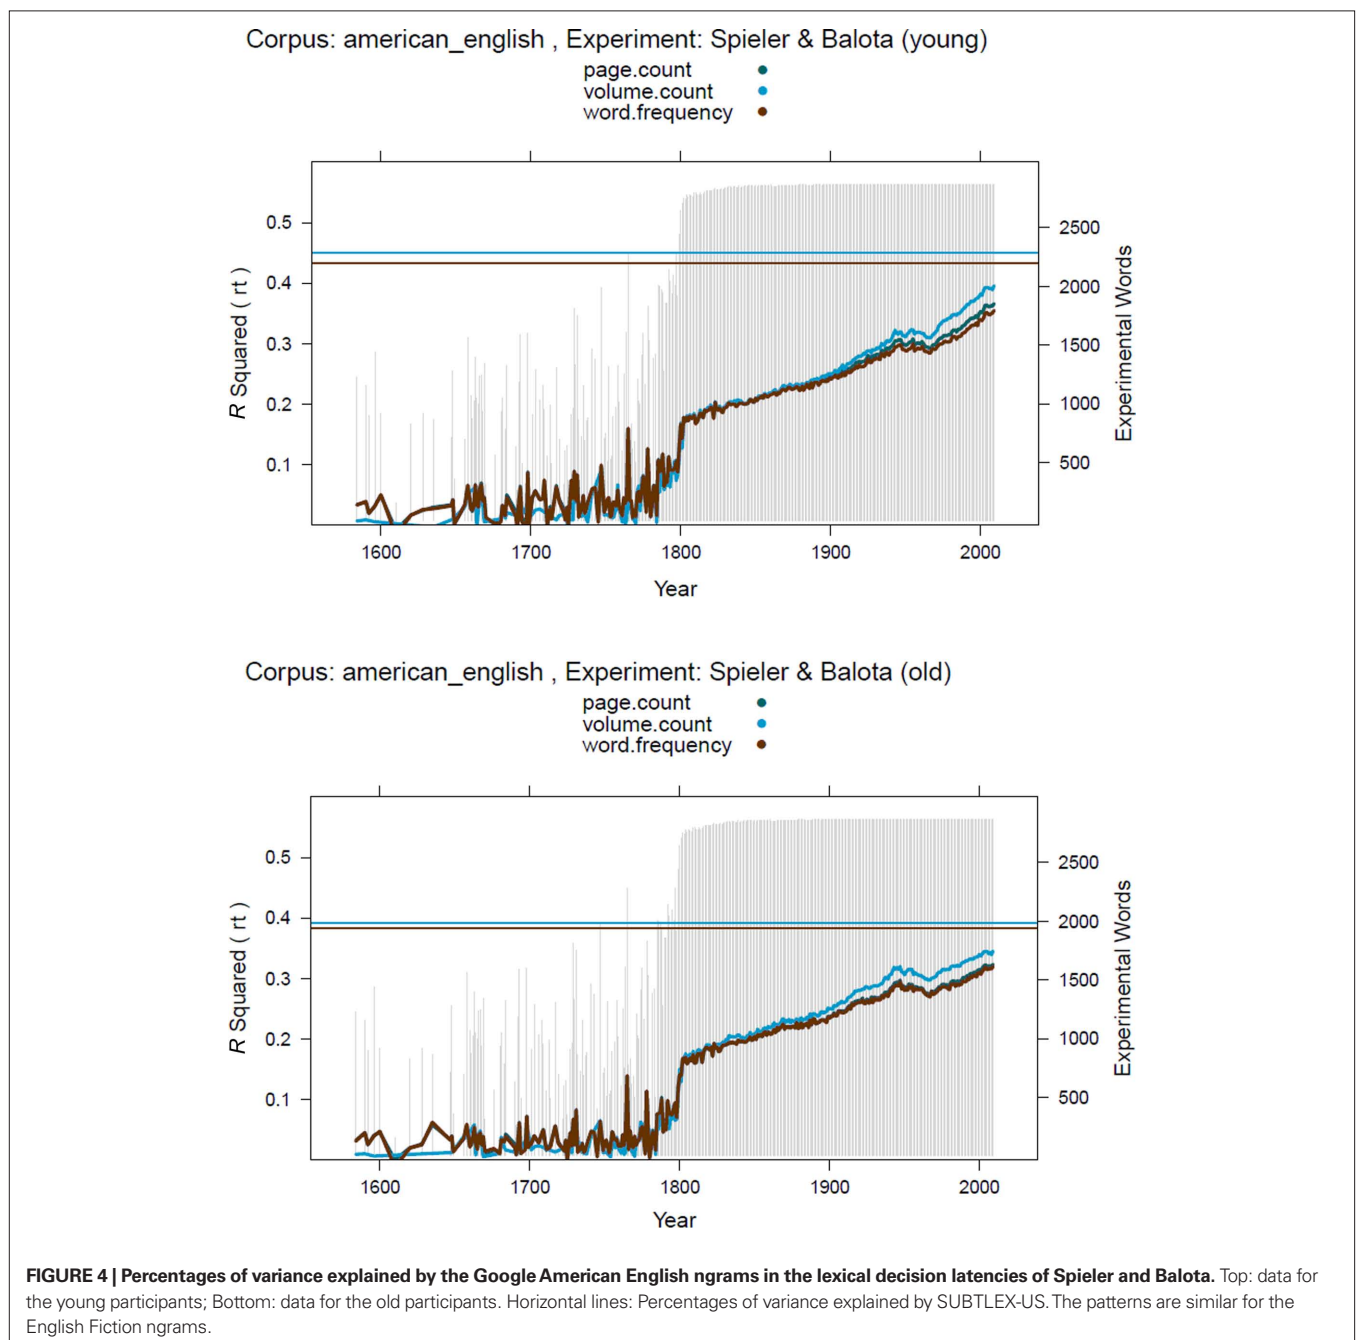 Corpus: american_english , Experiment: Spieler & Balota (young)
page.count
volume.count
word.frequency
0.5
0.4
0.3
0.2
0.1
R Squared ( rt )
2500
2000
1500
1000
500
Experimental Words
1600 1700 1800 1900 2000
Year
Corpus: american_english , Experiment: Spieler & Balota (old)
page.count
volume.count
word.frequency
0.5
0.4
0.3
0.2
0.1
R Squared ( rt )
2500
2000
1500
1000
500
Experimental Words
1600 1700 1800 1900 2000
Year
FIGURE 4 | Percentages of variance explained by the Google American English ngrams in the lexical decision latencies of Spieler and Balota. Top: data for
the young participants; Bottom: data for the old participants. Horizontal lines: Percentages of variance explained by SUBTLEX-US. The patterns are similar for the
English Fiction ngrams.